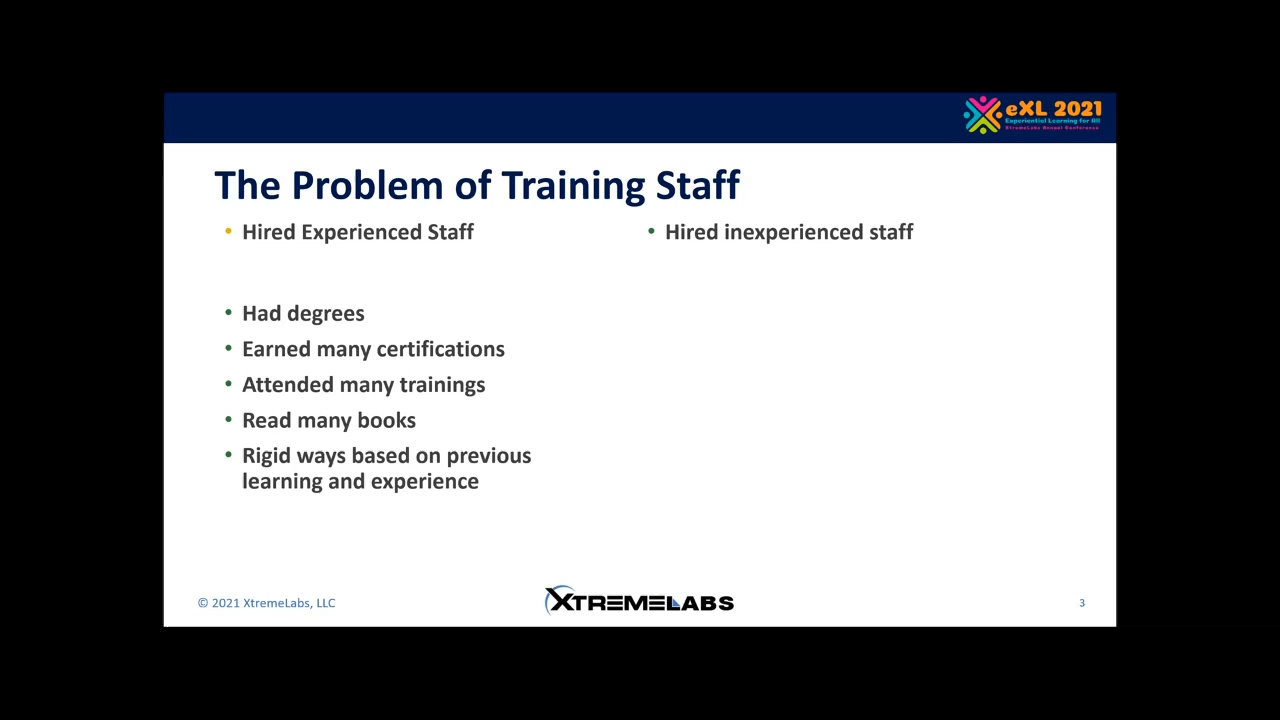 eXL 2021
Experiential Learning for All
XtremeLabs Annual Conference
The Problem of Training Staff
• Hired Experienced Staff
• Hired inexperienced staff
• Had degrees
• Earned many certifications
• Attended many trainings
• Read many books
• Rigid ways based on previous
learning and experience
© 2021 XtremeLabs, LLC
XTREMELABS
3